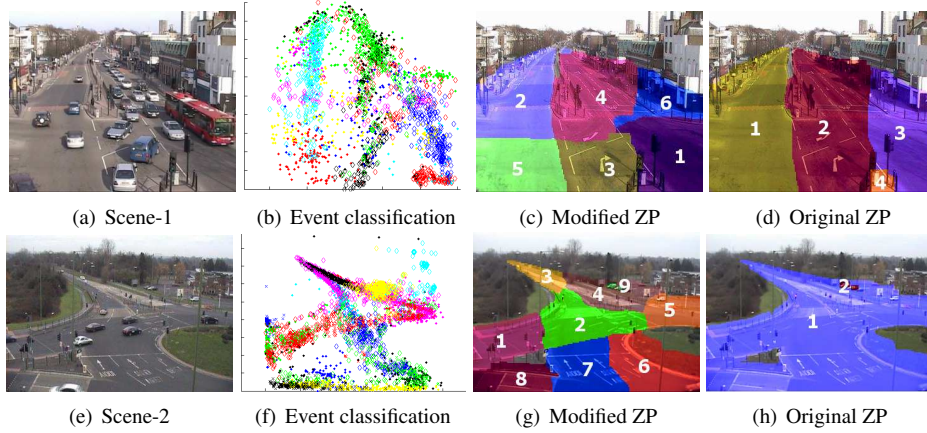 2
4
6
5
3
1
1
2
3
4
(a) Scene-1
(b) Event classification
(c) Modified ZP
(d) Original ZP
3
4
9
2
5
1
7
6
8
2
1
(e) Scene-2
(f) Event classification
(g) Modified ZP
(h) Original ZP